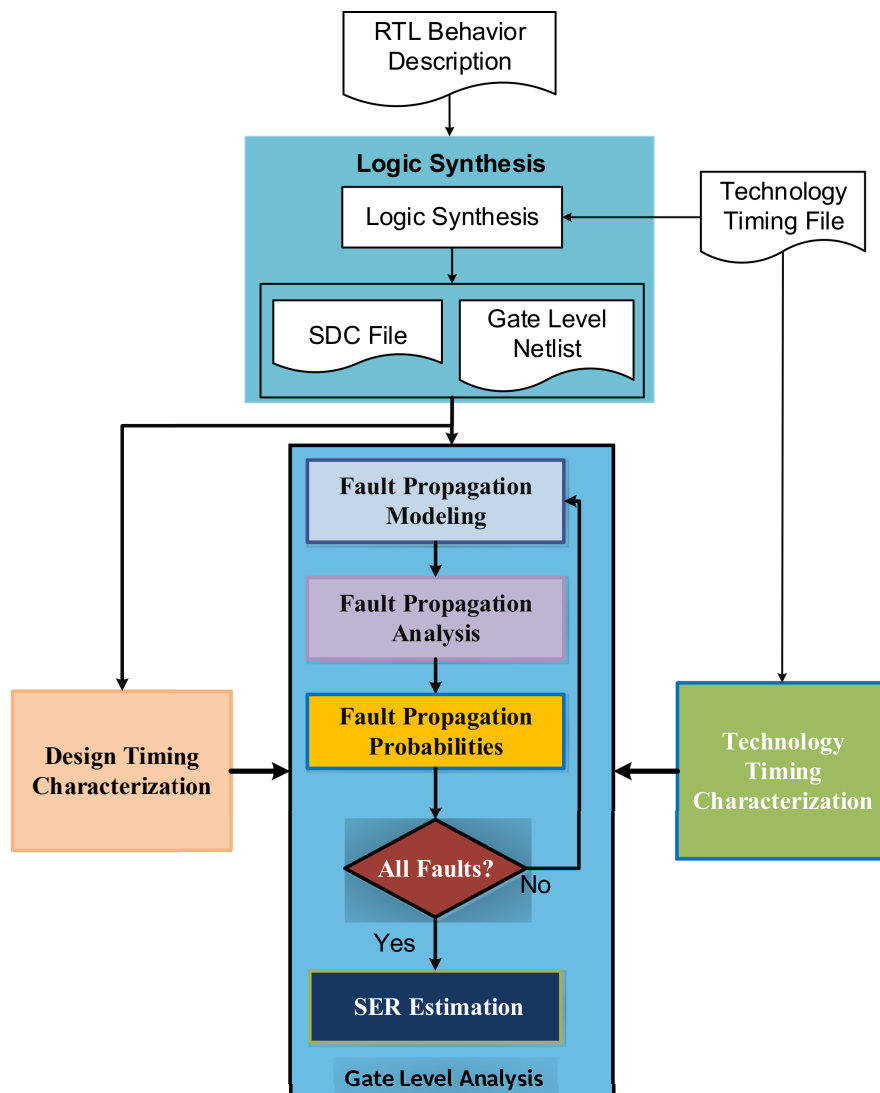 RTL Behavior
Description
Logic Synthesis
Logic Synthesis
Technology
Timing File
SDC File
Gate Level
Netlist
Fault Propagation
Modeling
Fault Propagation
Analysis
Fault Propagation
Probabilities
Design Timing
Characterization
Technology
Timing
Characterization
All Faults?
No
Yes
SER Estimation
Gate Level Analysis